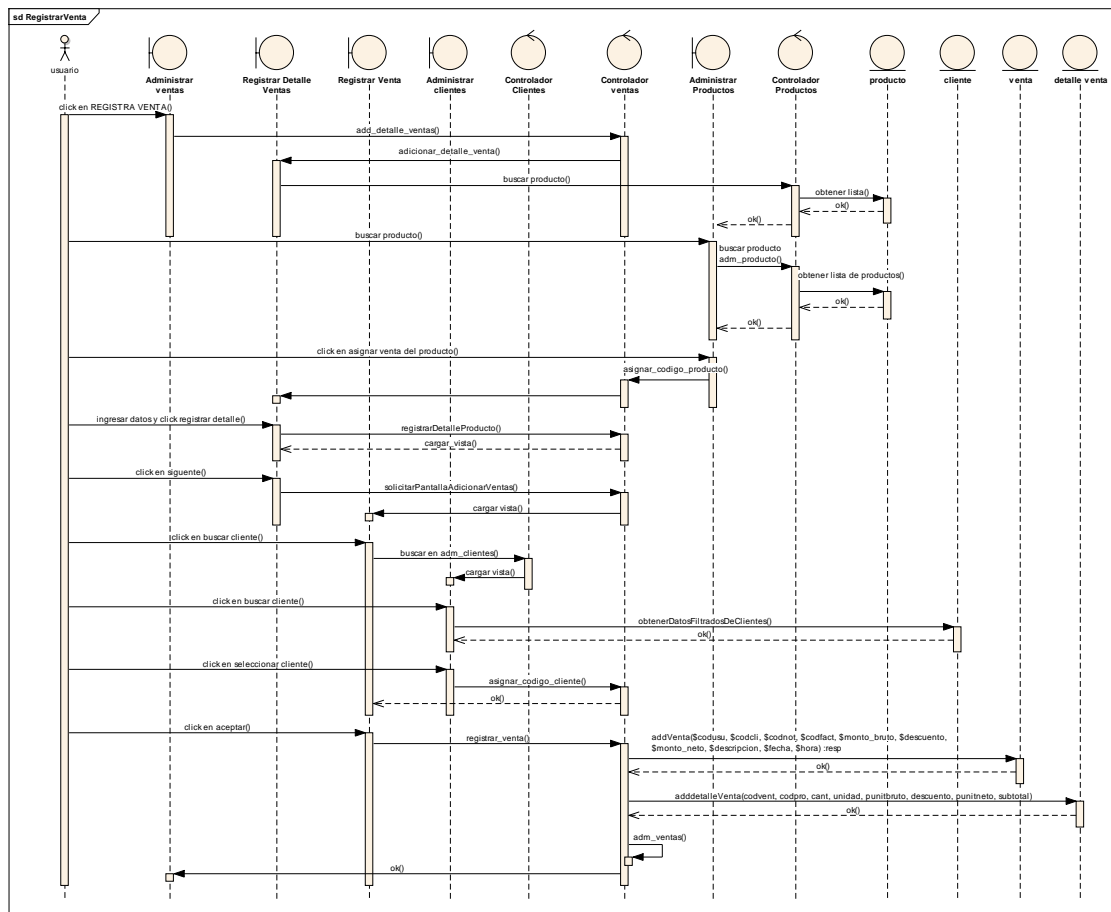 sd RegistrarVenta
usuario
Administrar
ventas
Registrar Detalle
Ventas
Registrar Venta
Administrar
clientes
Controlador
Clientes
Controlador
ventas
Administrar
Productos
Controlador
Productos
producto
cliente
venta
detalle venta
click en REGISTRA VENTA()
add_detalle_ventas()
adicionar_detalle_venta()
buscar producto()
obtener lista()
ok()
ok()
buscar producto()
buscar producto
adm_producto()
obtener lista de productos()
ok()
ok()
click en asignar venta del producto()
asignar_codigo_producto()
ingresar datos y click registrar detalle()
registrarDetalleProducto()
cargar_vista()
click en siguente()
solicitarPantallaAdicionarVentas()
cargar vista()
click en buscar cliente()
buscar en adm_clientes()
cargar vista()
click en buscar cliente()
obtenerDatosFiltradosDeClientes()
ok()
click en seleccionar cliente()
asignar_codigo_cliente()
ok()
click en aceptar()
registrar_venta()
addVenta($codusu, $codcli, $codnot, $codfact, $monto_bruto, $descuento,
$monto_neto, $descripcion, $fecha, $hora) :resp
ok()
adddetalleVenta(codvent, codpro, cant, unidad, punitbruto, descuento, punitneto, subtotal)
ok()
adm_ventas()
ok()